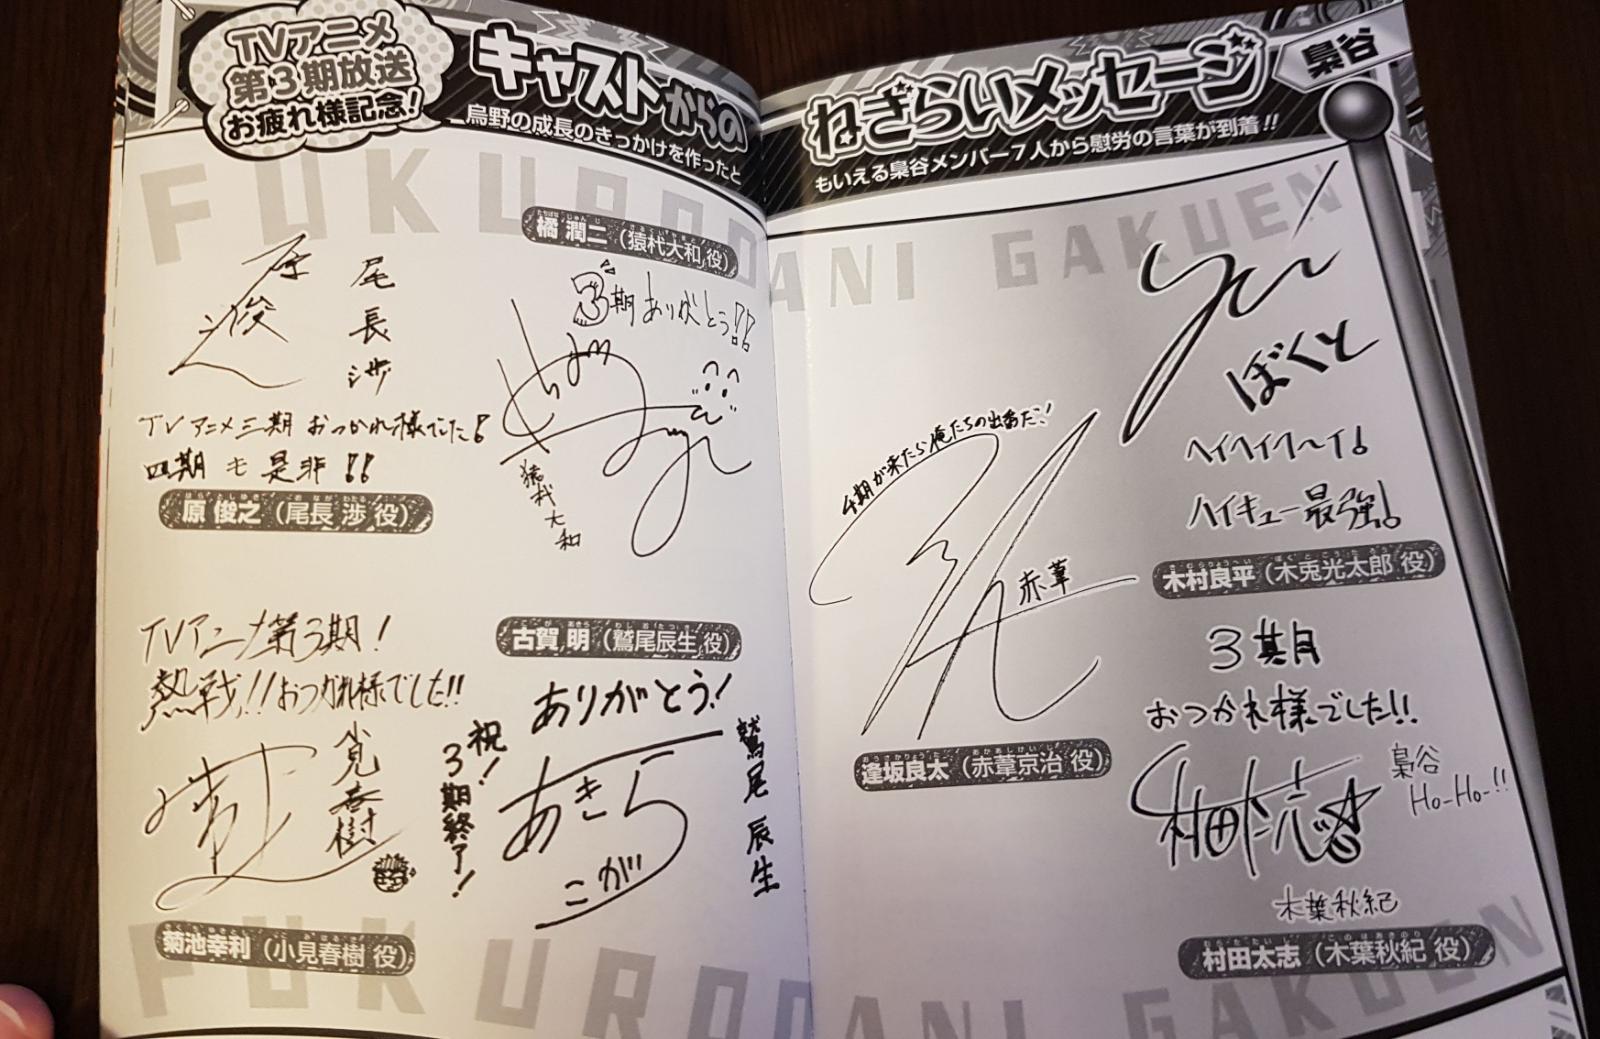 TVアニメ
第3期放送
お疲れ様記念!
キャストからの
ねぎらいメッセージ
梟谷
烏野の成長のきっかけを作ったと
もいえる梟谷メンバー7人から慰労の言葉が到着!!
FUKURODANI GAKUEN
原俊之
尾長渉
TVアニメ三期おつかれ様でした!
四期も是非!!
原 俊之(尾長 渉 役)
橘 潤二(猿杙大和 役)
3期ありがとう!!
猿杙大和
TVアニメ第3期!
熱戦!!おつかれ様でした!!
小見春樹
菊池幸利(小見春樹 役)
古賀 明(鷲尾辰生 役)
ありがとう!
祝!
3期終了!
あきら
こが
鷲尾辰生
4期が来たら俺たちの出番だ!
赤葦
逢坂良太(赤葦京治 役)
ぼくと
ヘイヘイヘ〜イ!
ハイキュー最強!
木村良平(木兎光太郎 役)
3期
おつかれ様でした!!
村田太志
梟谷
Ho-Ho-!!
木葉秋紀
村田太志(木葉秋紀 役)
FUKURODANI GAKUEN